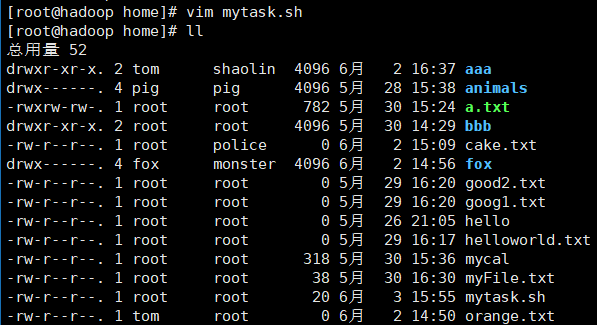 [root@hadoop home]# vim mytask.sh
[root@hadoop home]# ll
总用量 52
drwxr-xr-x. 2 tom     shaolin  4096 6月   2 16:37 aaa
drwx------. 4 pig     pig      4096 5月  28 15:38 animals
-rwxrw-rw-. 1 root    root      782 5月  30 15:24 a.txt
drwxr-xr-x. 2 root    root     4096 5月  30 14:29 bbb
-rw-r--r--. 1 root    police      0 6月   2 15:09 cake.txt
drwx------. 4 fox     monster  4096 6月   2 14:56 fox
-rw-r--r--. 1 root    root        0 5月  29 16:20 good2.txt
-rw-r--r--. 1 root    root        0 5月  29 16:20 goog1.txt
-rw-r--r--. 1 root    root        0 5月  26 21:05 hello
-rw-r--r--. 1 root    root        0 5月  29 16:17 helloworld.txt
-rw-r--r--. 1 root    root      318 5月  30 15:36 mycal
-rw-r--r--. 1 root    root       38 5月  30 16:30 myFile.txt
-rw-r--r--. 1 root    root       20 6月   3 15:55 mytask.sh
-rw-r--r--. 1 tom     root        0 6月   2 14:50 orange.txt